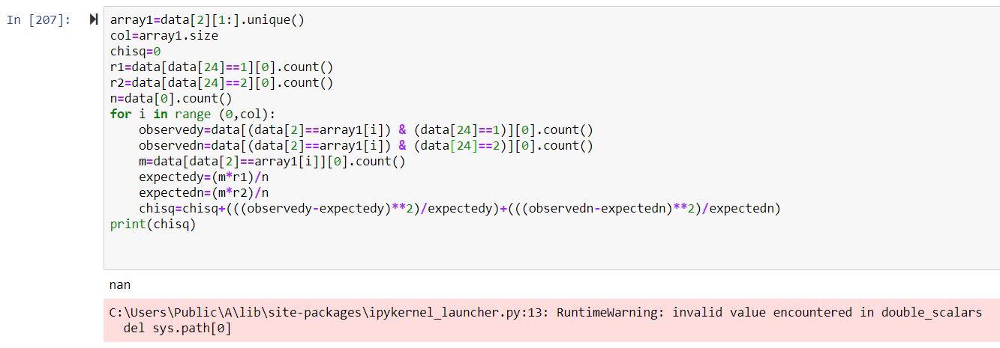 In [207]:
array1=data[2][1:].unique()
col=array1.size
chisq=0
r1=data[data[24]==1][0].count()
r2=data[data[24]==2][0].count()
n=data[0].count()
for i in range (0,col):
    observedy=data[(data[2]==array1[i]) & (data[24]==1)][0].count()
    observedn=data[(data[2]==array1[i]) & (data[24]==2)][0].count()
    m=data[data[2]==array1[i]][0].count()
    expectedy=(m*r1)/n
    expectedn=(m*r2)/n
    chisq=chisq+(((observedy-expectedy)**2)/expectedy)+(((observedn-expectedn)**2)/expectedn)
print(chisq)
nan
C:\Users\Public\A\lib\site-packages\ipykernel_launcher.py:13: RuntimeWarning: invalid value encountered in double_scalars
  del sys.path[0]